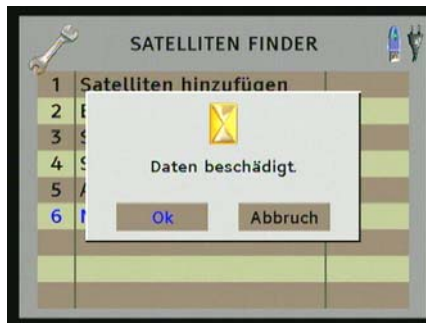 SATELLITEN FINDER
1 Satelliten hinzufügen
2
3
4
5
6
Daten beschädigt.
Ok
Abbruch